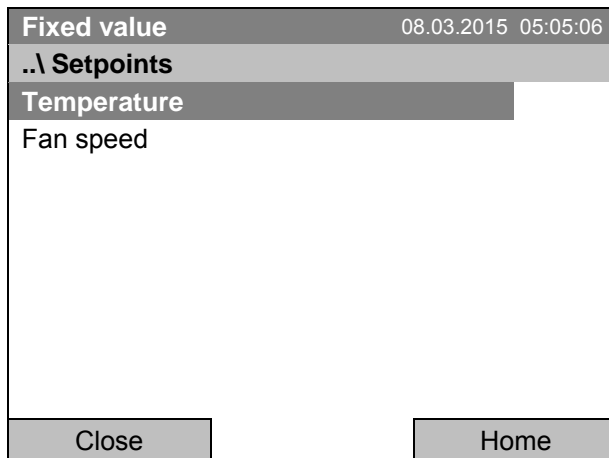 Fixed value 08.03.2015 05:05:06
..\ Setpoints
Temperature
Fan speed
Close Home